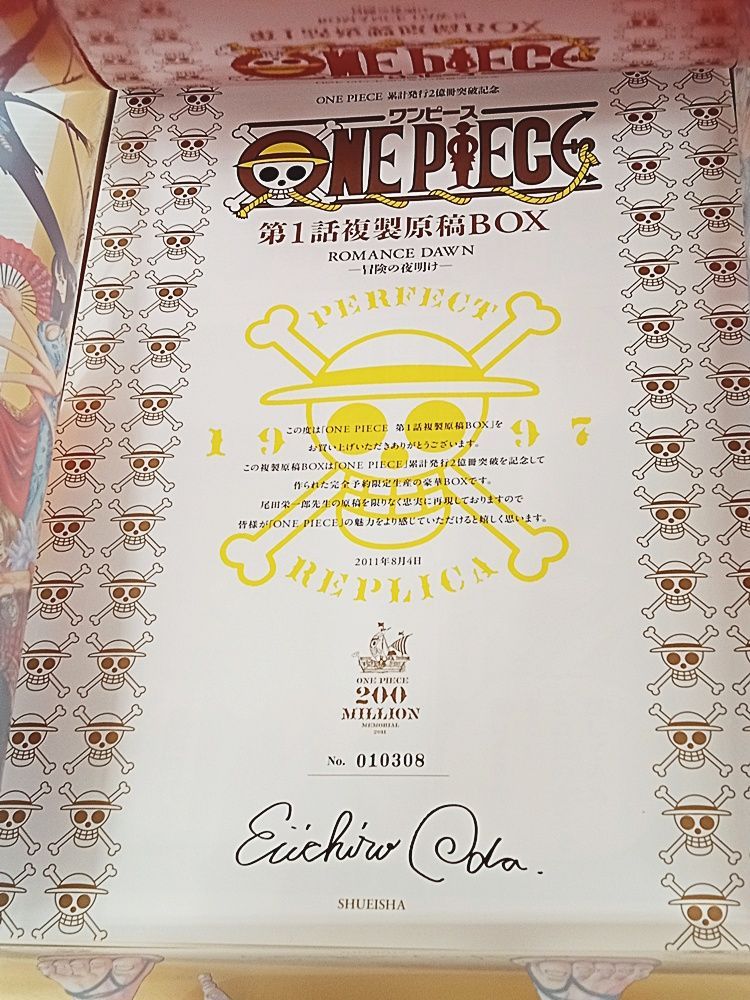 ONE PIECE
ONE PIECE 累計発行2億冊突破記念
ワンピース
ONE PIECE
第1話複製原稿BOX
ROMANCE DAWN
―冒険の夜明け―
PERFECT
1997
この度は「ONE PIECE 第1話複製原稿BOX」を
お買い上げいただきありがとうございます。
この複製原稿BOXは「ONE PIECE」累計発行2億冊突破を記念して
作られた完全予約限定生産の豪華BOXです。
尾田栄一郎先生の原稿を限りなく忠実に再現しておりますので
皆様が「ONE PIECE」の魅力をより感じていただけると嬉しく思います。
2011年8月4日
REPLICA
ONE PIECE
200
MILLION
MEMORIAL
2011
No. 010308
Eiichiro Oda.
SHUEISHA